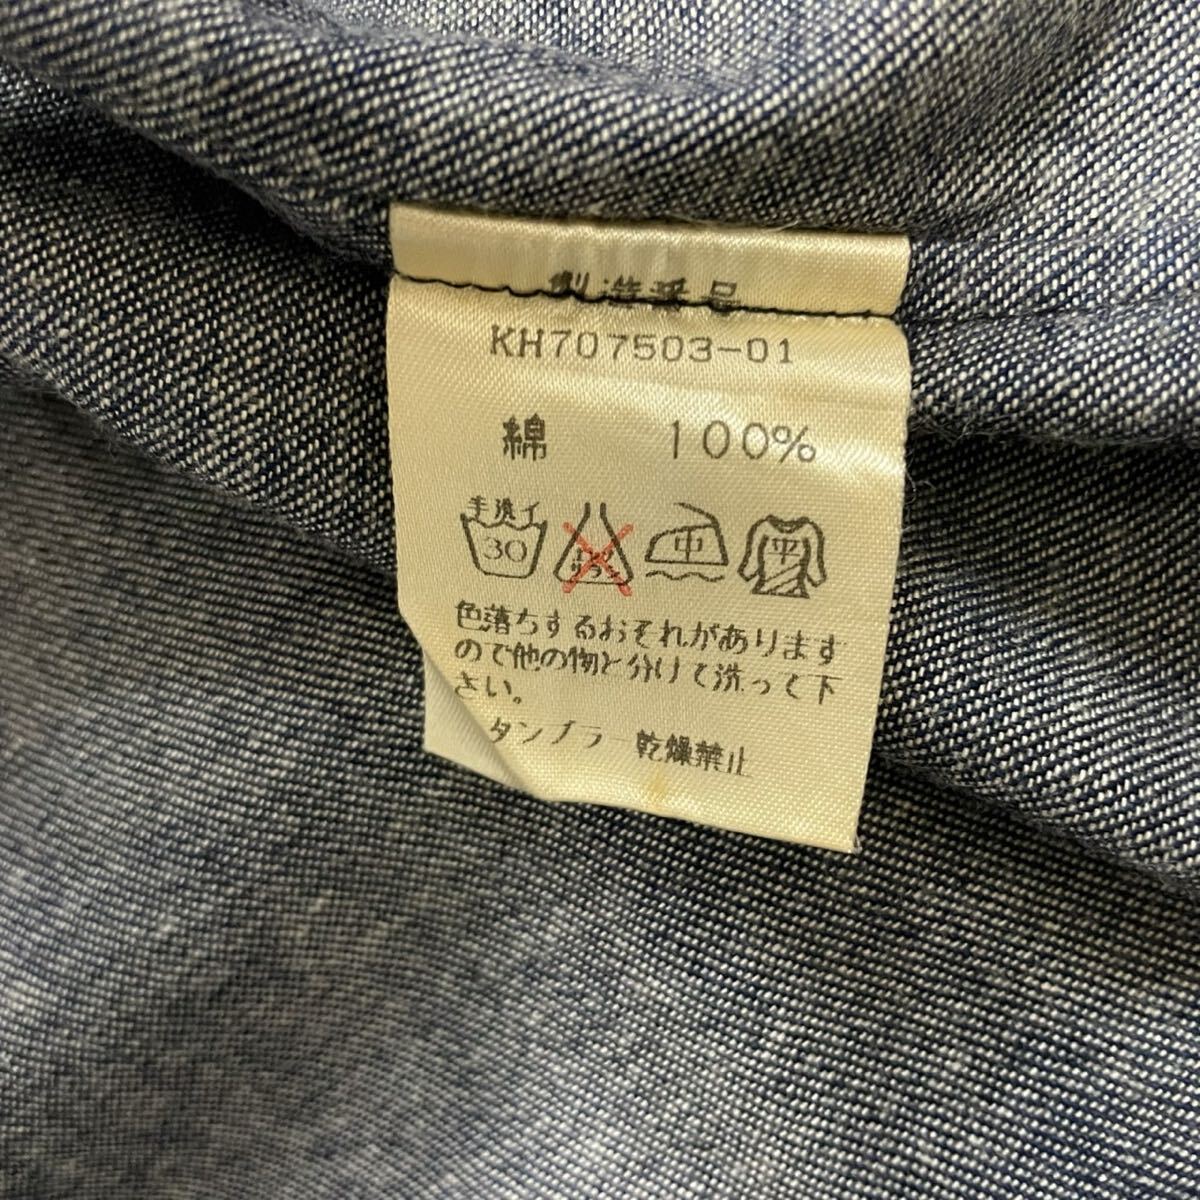 製造番号
KH707503-01
綿 100%
手洗イ
30
中
平
色落ちするおそれがあります
ので他の物と分けて洗って下
さい。
タンブラー乾燥禁止